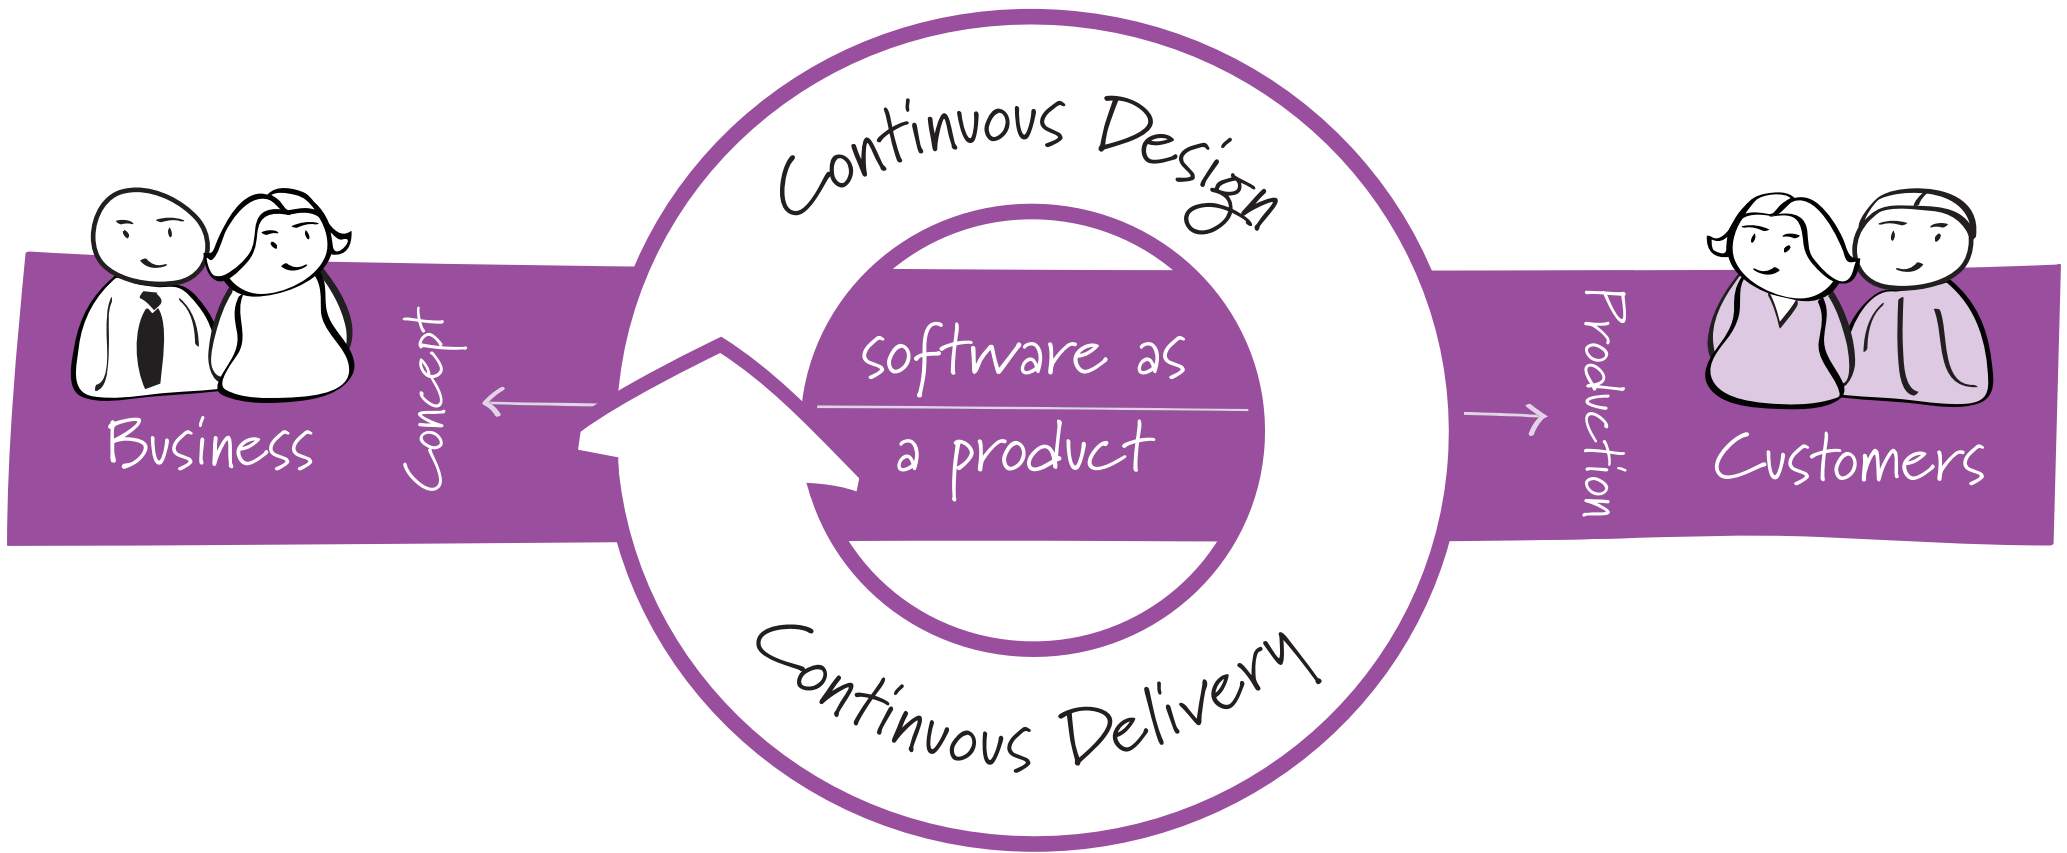 Continuous Design
software as
a product
Concept
Production
Business
Customers
Continuous Delivery